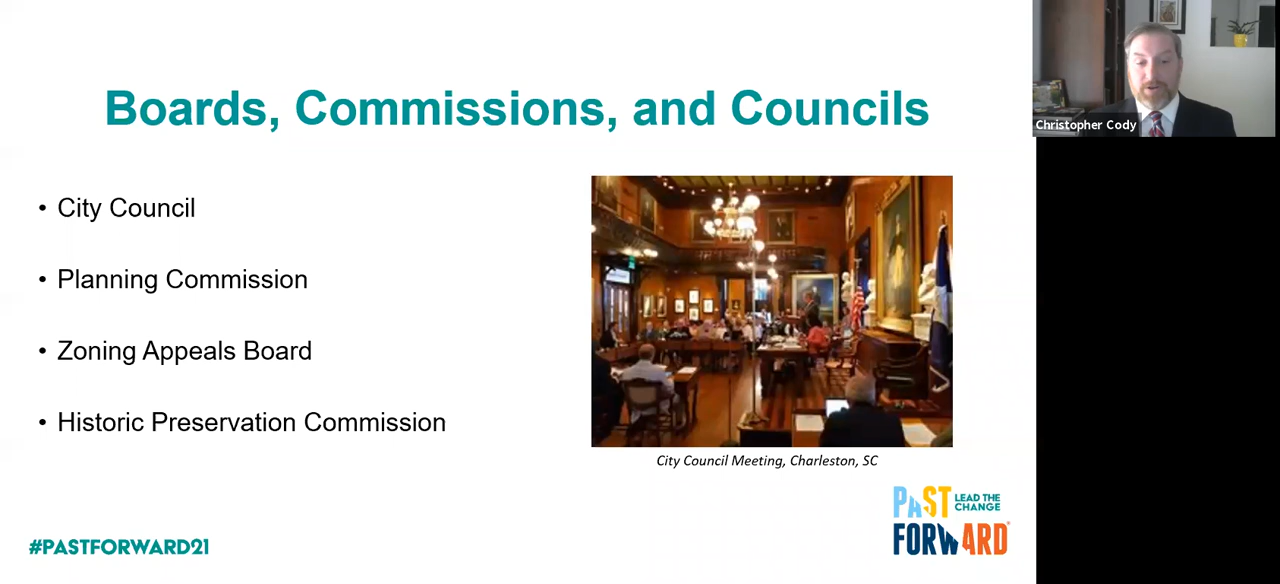 Boards, Commissions, and Councils
Christopher Cody
• City Council
• Planning Commission
• Zoning Appeals Board
• Historic Preservation Commission
City Council Meeting, Charleston, SC
PAST LEAD THE CHANGE
FORWARD®
#PASTFORWARD21